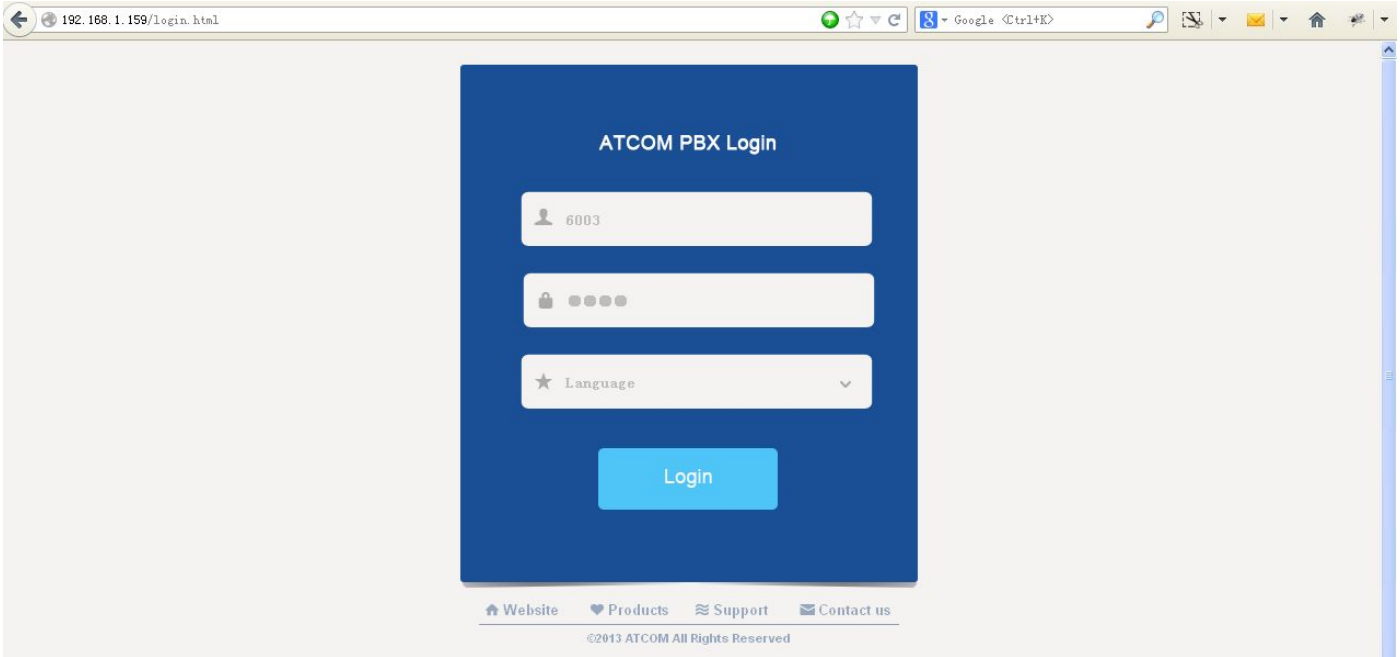 192.168.1.159/login.html Google <Ctrl+K>
ATCOM PBX Login
6003
Language
Login
Website Products Support Contact us
©2013 ATCOM All Rights Reserved